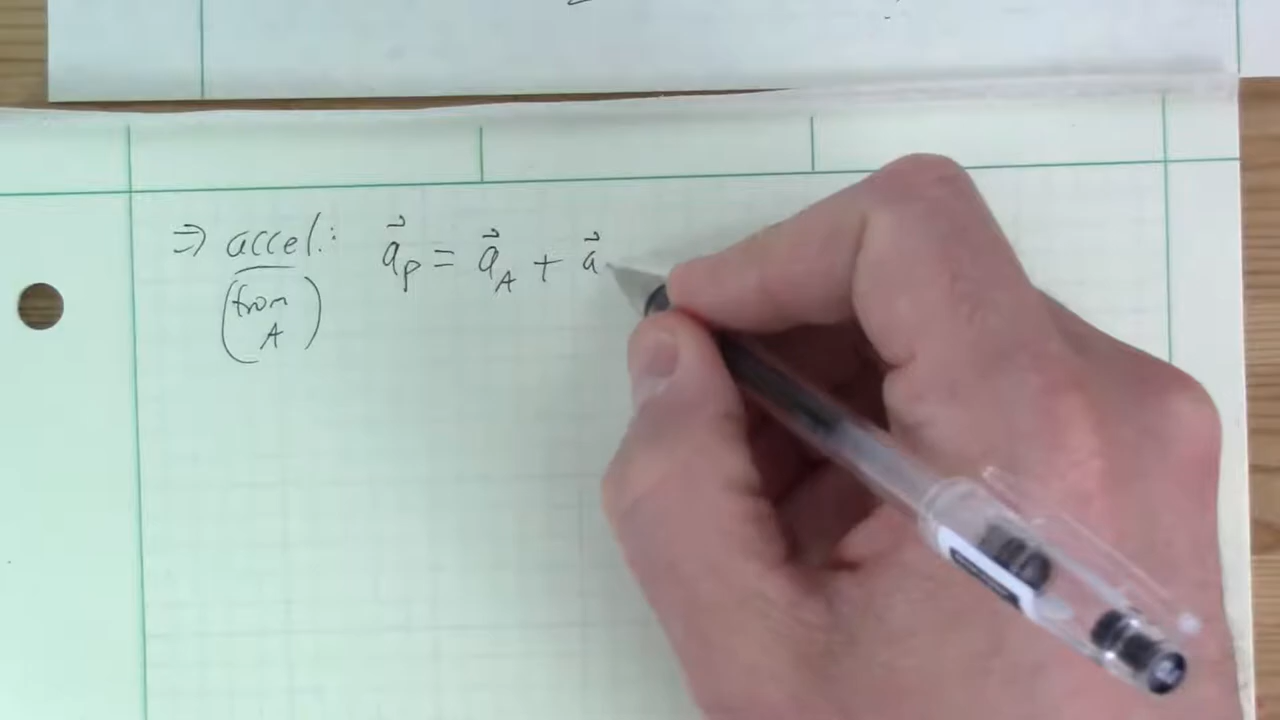 ⇒ accel.: a⃗_P = a⃗_A + a⃗
(from
A)